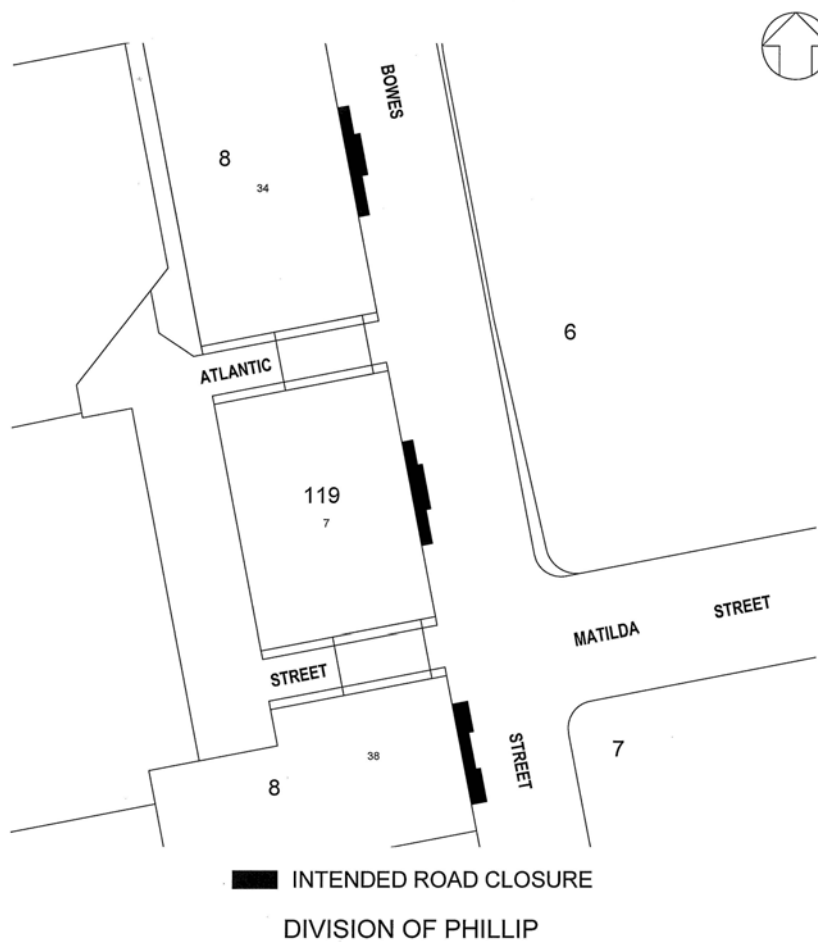 BOWES
8
34
6
ATLANTIC
119
7
STREET
MATILDA
STREET
STREET
7
38
8
INTENDED ROAD CLOSURE
DIVISION OF PHILLIP